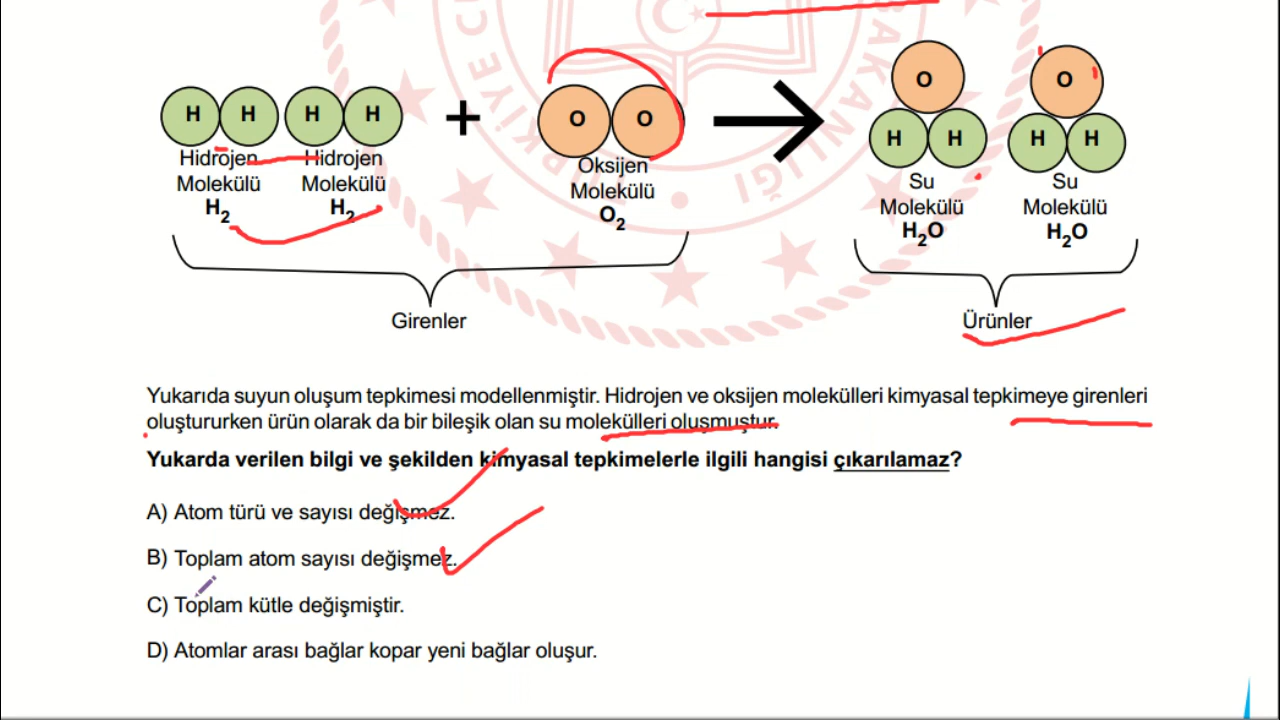 H H H H + O O O O
H H H H
Hidrojen Hidrojen Oksijen
Molekülü Molekülü Molekülü
H2 H2 O2
Su Su
Molekülü Molekülü
H2O H2O
Girenler Ürünler
Yukarıda suyun oluşum tepkimesi modellenmiştir. Hidrojen ve oksijen molekülleri kimyasal tepkimeye girenleri
oluştururken ürün olarak da bir bileşik olan su molekülleri oluşmuştur.
Yukarda verilen bilgi ve şekilden kimyasal tepkimelerle ilgili hangisi çıkarılamaz?
A) Atom türü ve sayısı değişmez.
B) Toplam atom sayısı değişmez.
C) Toplam kütle değişmiştir.
D) Atomlar arası bağlar kopar yeni bağlar oluşur.